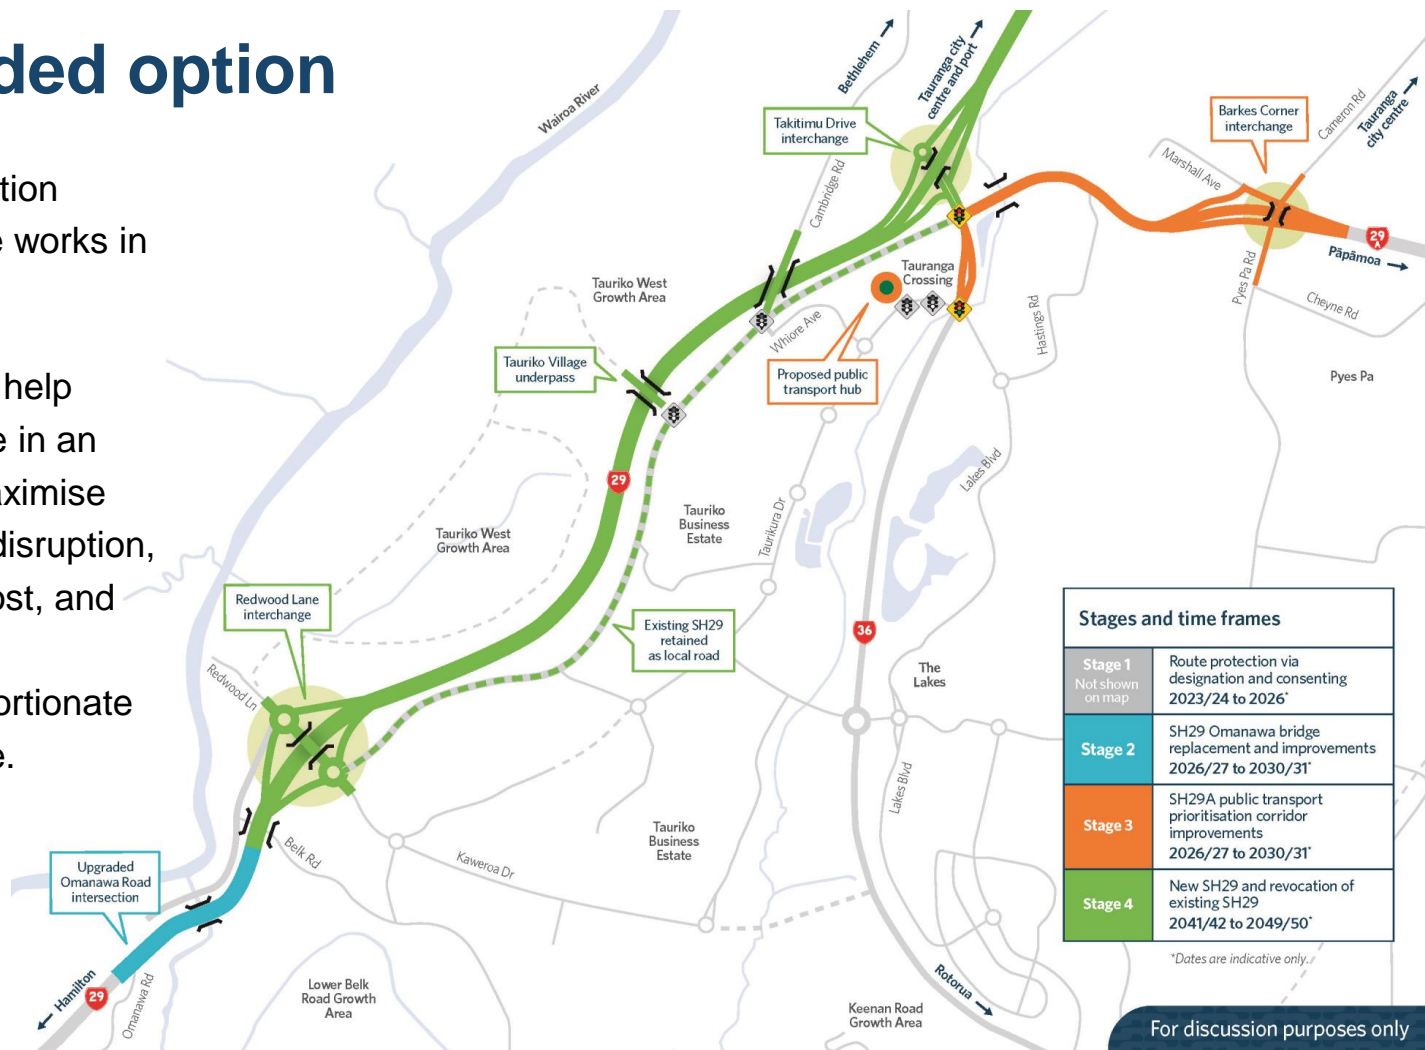 ded option
tion
e works in
help
e in an
aximise
disruption,
ost, and
ortionate
e.
Wairoa River
Bethlehem
Tauranga city
centre and port
Takitimu Drive
interchange
Cambridge Rd
Barkes Corner
interchange
Cameron Rd
Tauranga
city centre
Marshall Ave
29
A
Pāpāmoa
Pyes Pa Rd
Cheyne Rd
Pyes Pa
Hastings Rd
Tauranga
Crossing
Whiore Ave
Proposed public
transport hub
Tauriko West
Growth Area
Tauriko Village
underpass
29
Tauriko
Business
Estate
Taurikura Dr
Lakes Blvd
Tauriko West
Growth Area
Redwood Lane
interchange
Existing SH29
retained
as local road
36
The
Lakes
Redwood Ln
Lakes Blvd
Belk Rd
Kaweroa Dr
Tauriko
Business
Estate
Upgraded
Omanawa Road
intersection
Hamilton
29
Omanawa Rd
Lower Belk
Road Growth
Area
Rotorua
Keenan Road
Growth Area
Stages and time frames
Stage 1
Not shown
on map
Route protection via
designation and consenting
2023/24 to 2026*
Stage 2
SH29 Omanawa bridge
replacement and improvements
2026/27 to 2030/31*
Stage 3
SH29A public transport
prioritisation corridor
improvements
2026/27 to 2030/31*
Stage 4
New SH29 and revocation of
existing SH29
2041/42 to 2049/50*
*Dates are indicative only.
For discussion purposes only